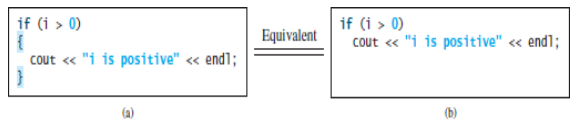 if (i > 0)
{
cout << "i is positive" << endl;
}
(a)
Equivalent
if (i > 0)
cout << "i is positive" << endl;
(b)